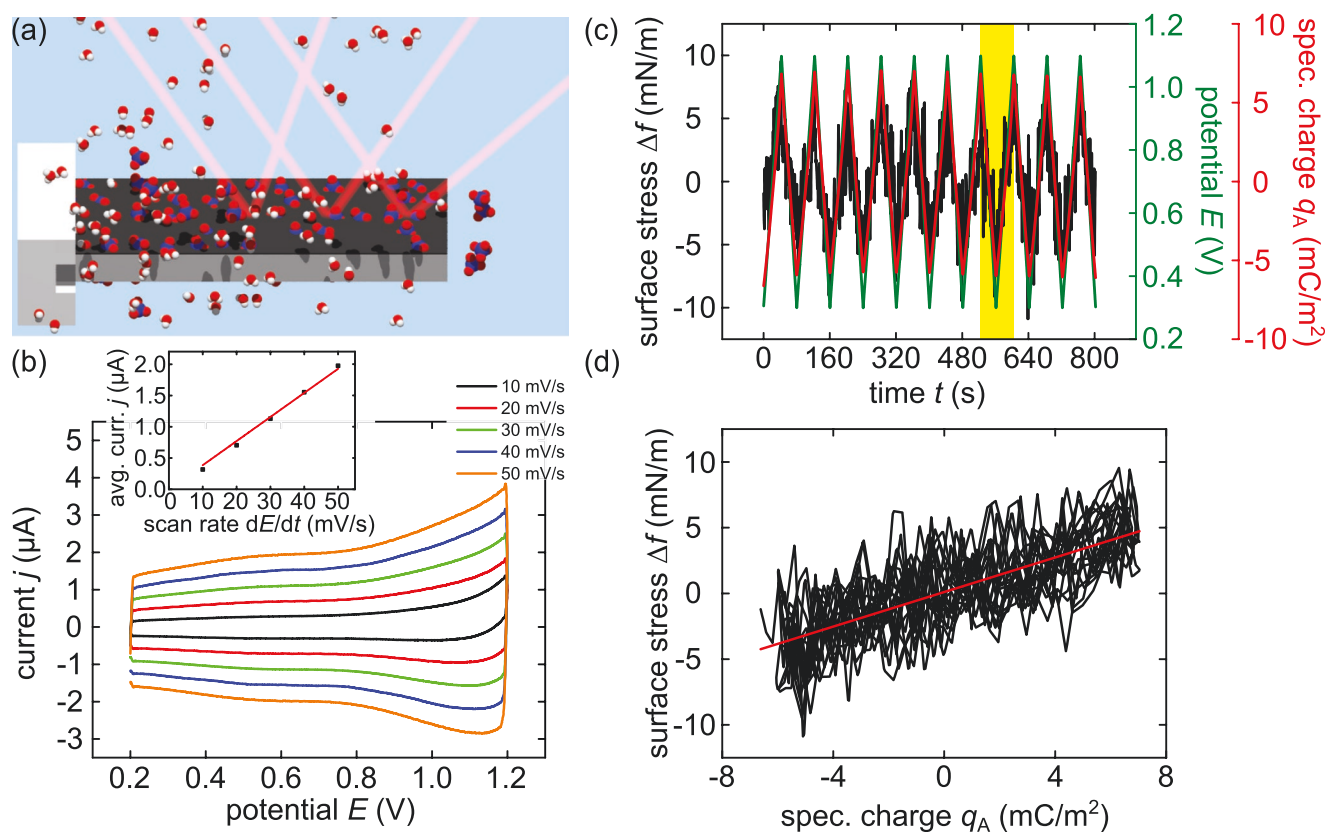 (a)
(b)
avg. curr. j (µA)
2.0
1.5
1.0
0.5
0.0
0 10 20 30 40 50
scan rate dE/dt (mV/s)
10 mV/s
20 mV/s
30 mV/s
40 mV/s
50 mV/s
current j (µA)
5
4
3
2
1
0
-1
-2
-3
0.2 0.4 0.6 0.8 1.0 1.2
potential E (V)
(c)
surface stress Δf (mN/m)
10
5
0
-5
-10
0 160 320 480 640 800
time t (s)
1.2
1.0
0.8
0.6
0.4
0.2
potential E (V)
10
5
0
-5
-10
spec. charge qA (mC/m²)
(d)
surface stress Δf (mN/m)
10
5
0
-5
-10
-8 -4 0 4 8
spec. charge qA (mC/m²)